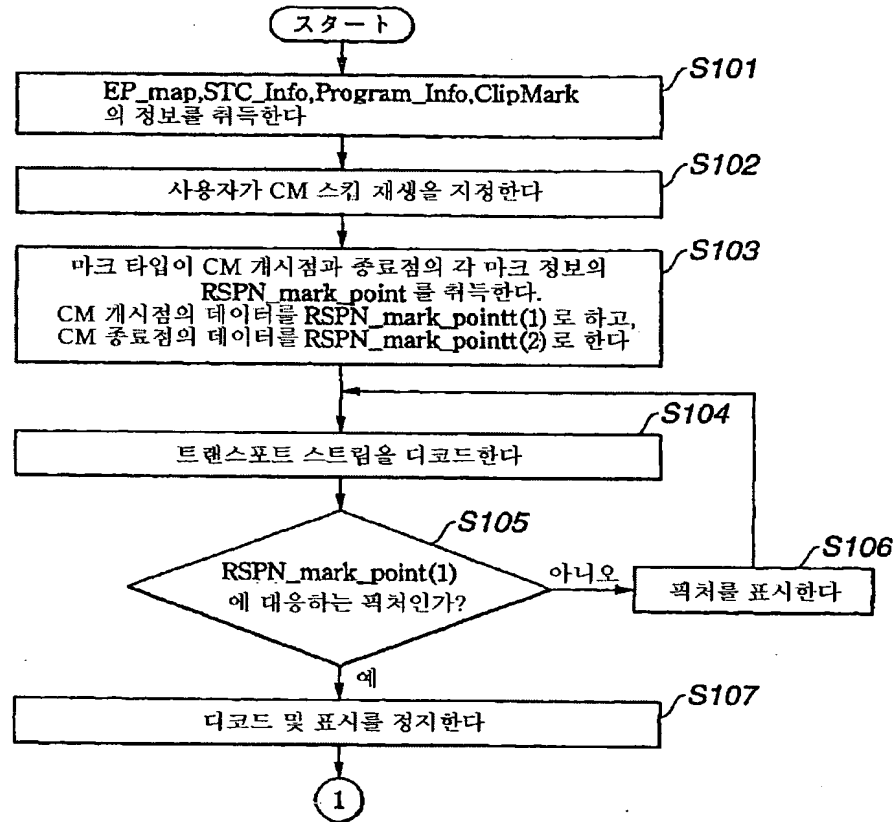 スタート
S101
EP_map,STC_Info,Program_Info,ClipMark
의 정보를 취득한다
S102
사용자가 CM 스킵 재생을 지정한다
S103
마크 타입이 CM 개시점과 종료점의 각 마크 정보의
RSPN_mark_point 를 취득한다.
CM 개시점의 데이터를 RSPN_mark_pointt(1) 로 하고,
CM 종료점의 데이터를 RSPN_mark_pointt(2)로 한다
S104
트랜스포트 스트림을 디코드한다
S105
RSPN_mark_point(1)
에 대응하는 픽처인가?
아니오
S106
픽처를 표시한다
예
S107
디코드 및 표시를 정지한다
1